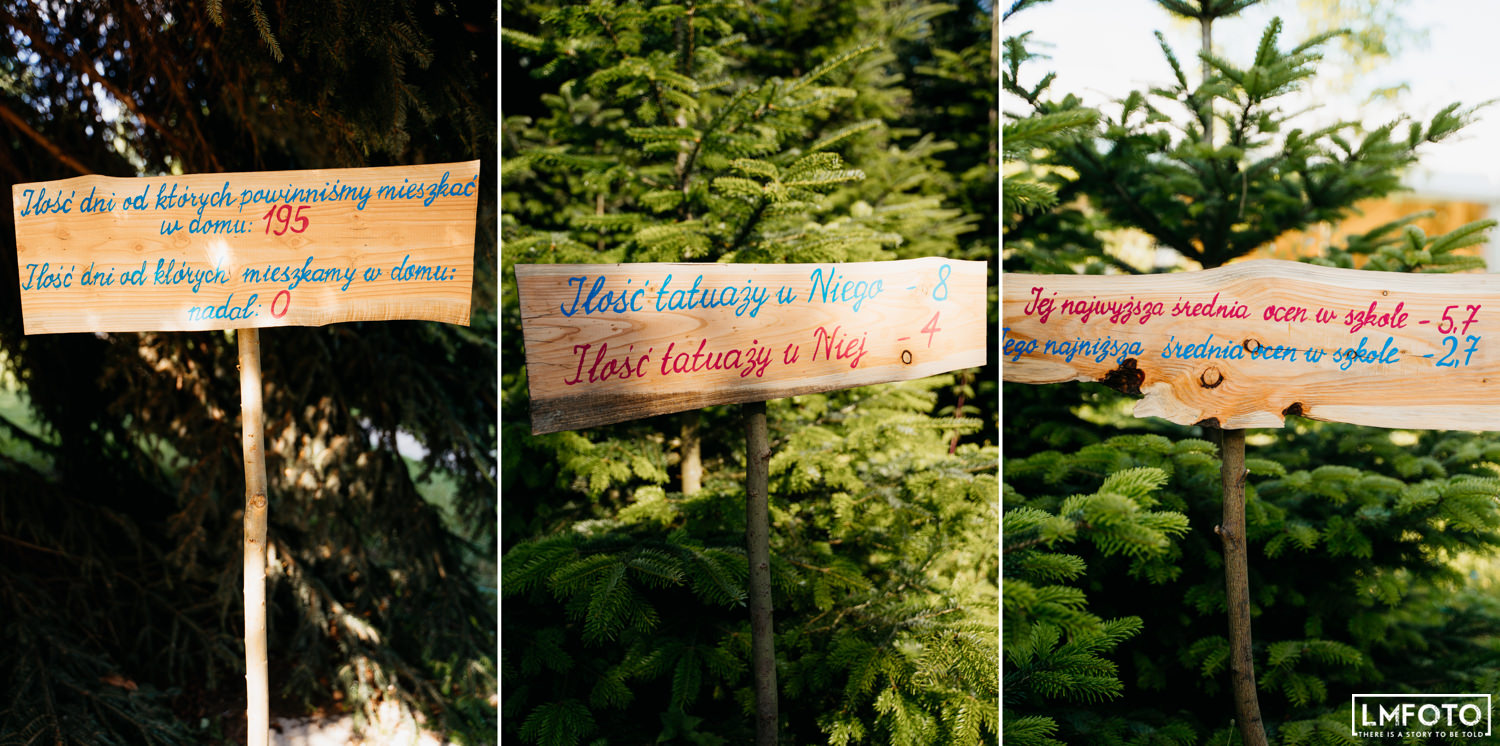 Ilość dni od których powinniśmy mieszkać
w domu: 195
Ilość dni od których mieszkamy w domu:
nadal: 0
Ilość tatuaży u Niego - 8
Ilość tatuaży u Niej - 4
Jej najwyższa średnia ocen w szkole - 5,7
Jego najniższa średnia ocen w szkole - 2,7
LMFOTO
THERE IS A STORY TO BE TOLD